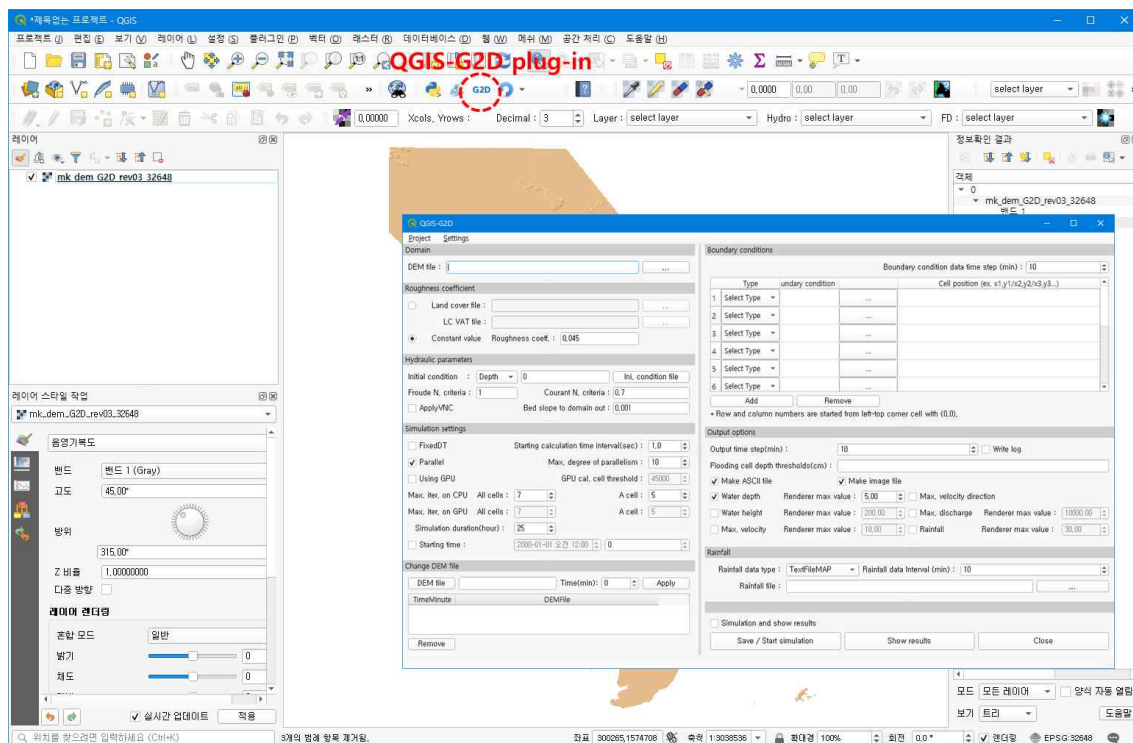 *제목없는 프로젝트 - QGIS
프로젝트 (J) 편집 (E) 보기 (V) 레이어 (L) 설정 (S) 플러그인 (P) 벡터 (O) 래스터 (R) 데이터베이스 (D) 웹 (W) 메쉬 (M) 공간 처리 (C) 도움말 (H)
QGIS-G2D plug-in
» G2D 0,0000 0,00 0,00 select layer
0,00000 Xcols, Yrows : Decimal : 3 Layer : select layer Hydro : select layer FD : select layer
레이어
mk_dem_G2D_rev03_32648
정보확인 결과
객체
0
mk_dem_G2D_rev03_32648
밴드 1
QGIS-G2D
Project Settings
Domain
DEM file : ...
Roughness coefficient
Land cover file : ...
LC VAT file : ...
Constant value Roughness coeff, : 0,045
Hydraulic parameters
Initial condition : Depth 0 Ini, condition file
Froude N, criteria : 1 Courant N, criteria : 0,7
ApplyVNC Bed slope to domain out : 0,001
Simulation settings
FixedDT Starting calculation time interval(sec) : 1,0
Parallel Max, degree of parallelism : 10
Using GPU GPU cal, cell threshold : 45000
Max, iter, on CPU All cells : 7 A cell : 5
Max, iter, on GPU All cells : 7 A cell : 5
Simulation duration(hour) : 25
Starting time : 2000-01-01 오전 12:00 0
Change DEM file
DEM file Time(min): 0 Apply
TimeMinute DEMFile
Remove
Boundary conditions
Boundary condition data time step (min) : 10
Type undary condition Cell position (ex. x1,y1/x2,y2/x3,y3...)
1 Select Type ...
2 Select Type ...
3 Select Type ...
4 Select Type ...
5 Select Type ...
6 Select Type ...
Add Remove
* Row and column numbers are started from left-top corner cell with (0,0).
Output options
Output time step(min) : 10 Write log
Flooding cell depth thresholds(cm) :
Make ASCII file Make image file
Water depth Renderer max value : 5,00 Max, velocity direction
Water height Renderer max value : 200,00 Max, discharge Renderer max value : 10000,00
Max, velocity Renderer max value : 10,00 Rainfall Renderer max value : 30,00
Rainfall
Rainfall data type : TextFileMAP Rainfall data Interval (min) : 10
Rainfall file : ...
Simulation and show results
Save / Start simulation Show results Close
레이어 스타일 작업
mk_dem_G2D_rev03_32648
음영기복도
밴드 밴드 1 (Gray)
고도 45,00°
방위
315,00°
Z 비율 1,00000000
다중 방향
레이어 렌더링
혼합 모드 일반
밝기 0
채도 0
실시간 업데이트 적용
모드 모든 레이어 양식 자동 열림
보기 트리 도움말
위치를 찾으려면 입력하세요 (Ctrl+K) 3개의 범례 항목 제거됨. 좌표 300265,1574708 축척 1:3038536 확대경 100% 회전 0,0 ° 렌더링 EPSG:32648